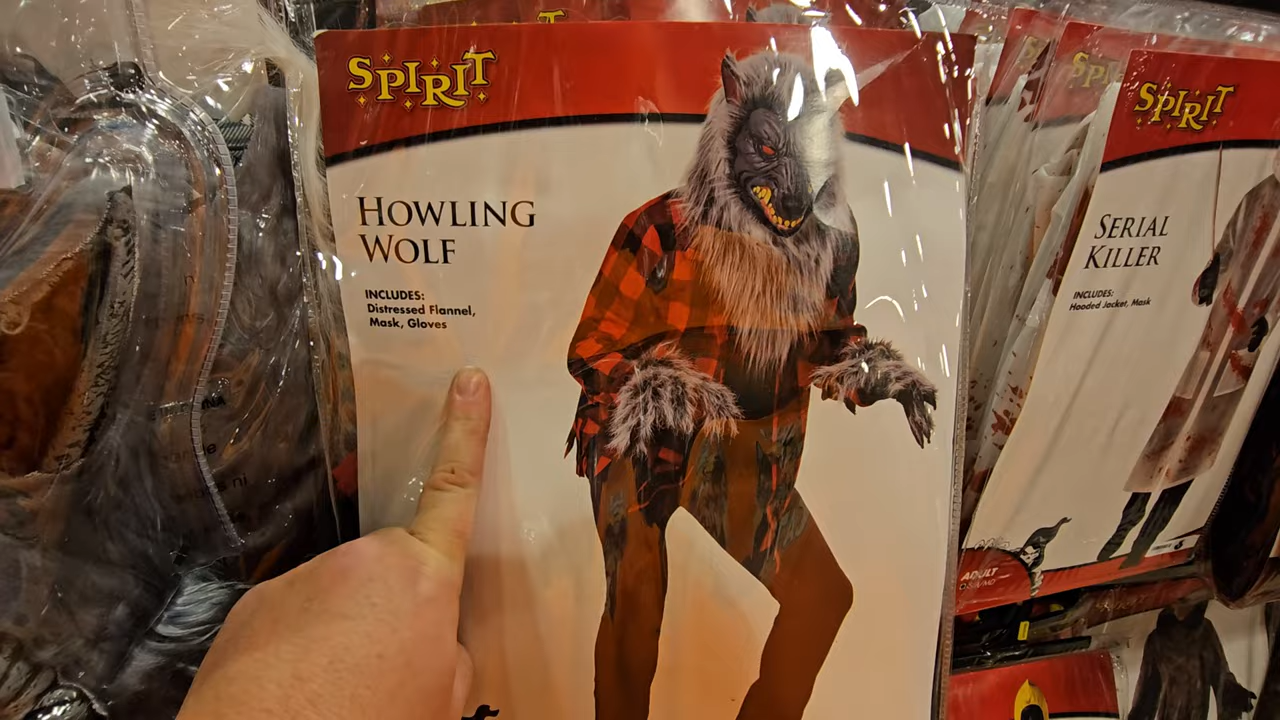 SPIRIT
HOWLING
WOLF
INCLUDES:
Distressed Flannel,
Mask, Gloves
SPIRIT
SERIAL
KILLER
INCLUDES:
Hooded Jacket, Mask
ADULT